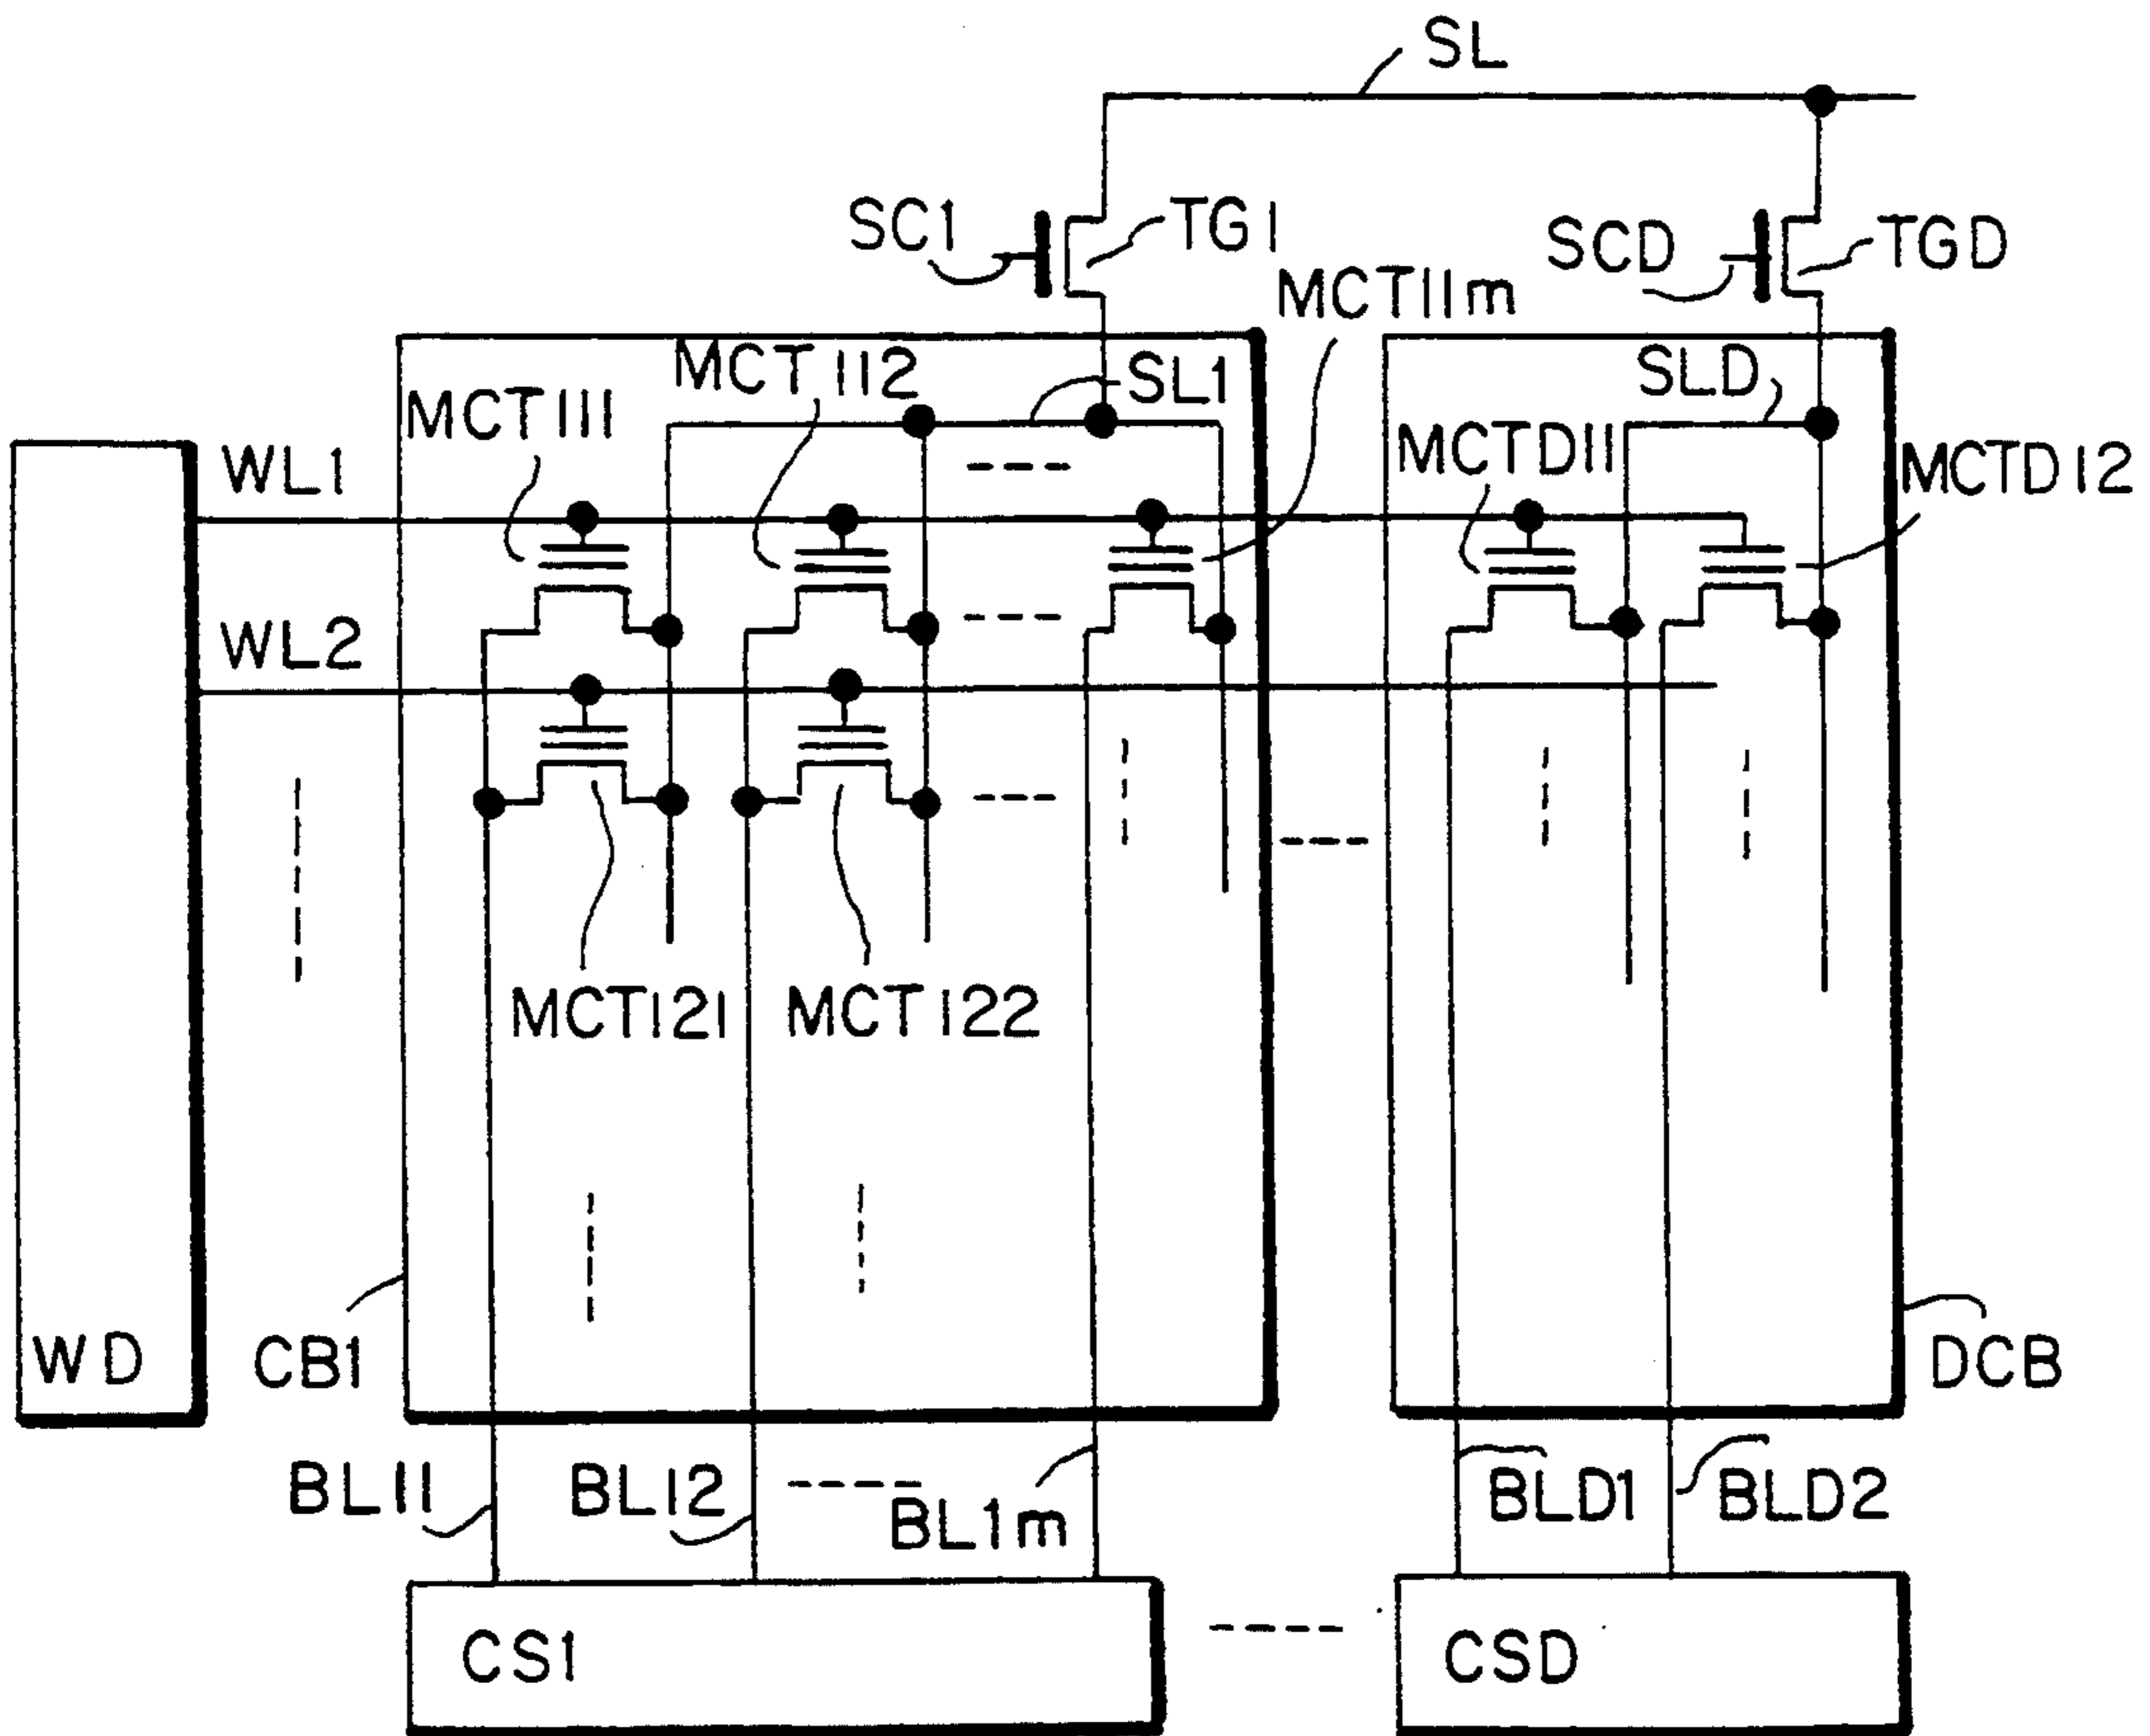 SL
SC1
TG1
SCD
TGD
MCT11m
MCT112
SL1
SLD
MCT111
MCTD11
MCTD12
WL1
WL2
MCT121
MCT122
WD
CB1
DCB
BL11
BL12
BL1m
BLD1
BLD2
CS1
CSD